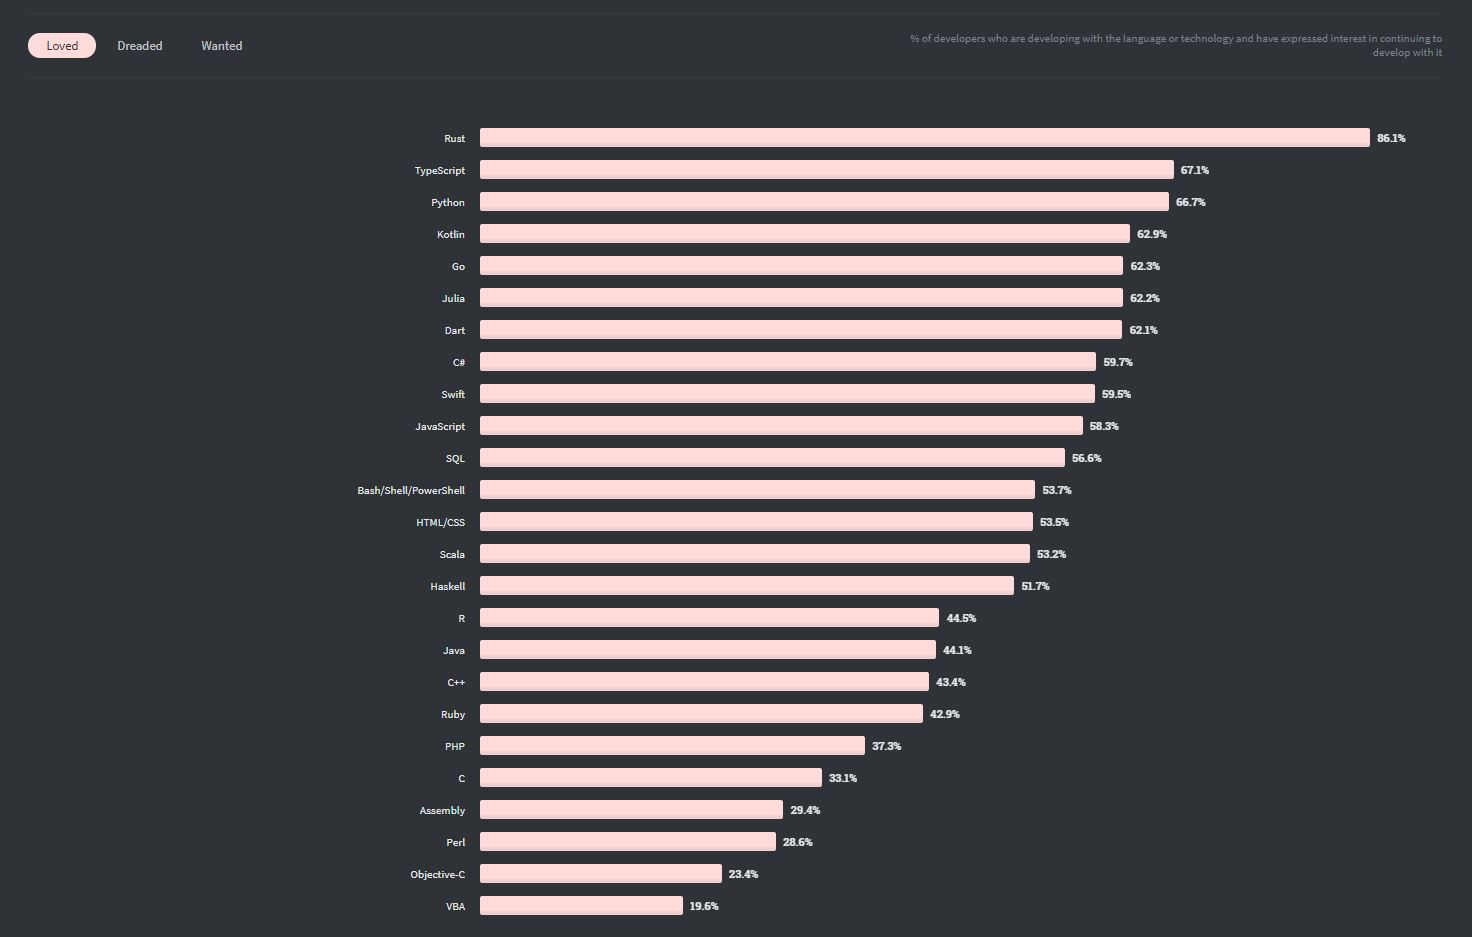 Loved Dreaded Wanted
% of developers who are developing with the language or technology and have expressed interest in continuing to
develop with it
Rust 86.1%
TypeScript 67.1%
Python 66.7%
Kotlin 62.9%
Go 62.3%
Julia 62.2%
Dart 62.1%
C# 59.7%
Swift 59.5%
JavaScript 58.3%
SQL 56.6%
Bash/Shell/PowerShell 53.7%
HTML/CSS 53.5%
Scala 53.2%
Haskell 51.7%
R 44.5%
Java 44.1%
C++ 43.4%
Ruby 42.9%
PHP 37.3%
C 33.1%
Assembly 29.4%
Perl 28.6%
Objective-C 23.4%
VBA 19.6%